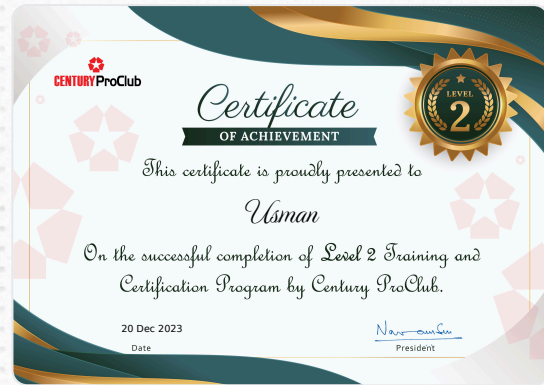 CENTURY ProClub
Certificate
OF ACHIEVEMENT
LEVEL
2
This certificate is proudly presented to
Usman
On the successful completion of Level 2 Training and
Certification Program by Century ProClub.
20 Dec 2023
Date
President